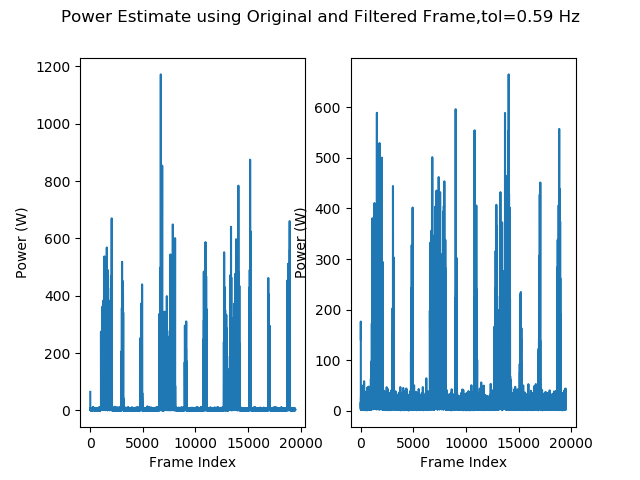 Power Estimate using Original and Filtered Frame,tol=0.59 Hz
1200
1000
800
600
400
200
0
Power (W)
0 5000 10000 15000 20000
Frame Index
600
500
400
300
200
100
0
Power (W)
0 5000 10000 15000 20000
Frame Index